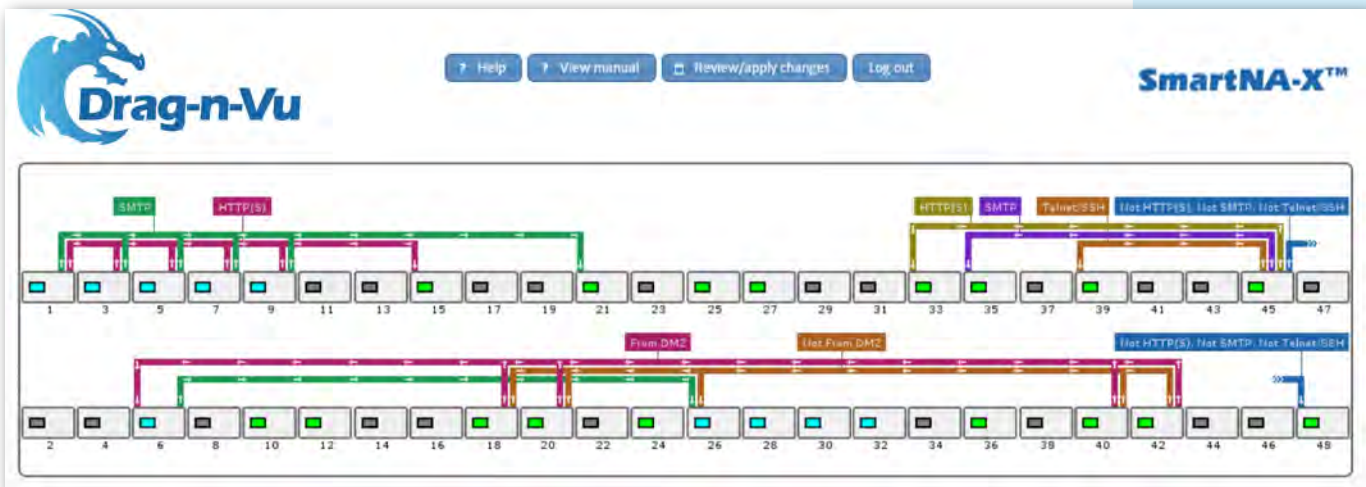 ? Help ? View manual Review/apply changes Log out
Drag-n-Vu
SmartNA-X™
SMTP HTTP(S) HTTP(S) SMTP Telnet/SSH Not HTTP(S), Not SMTP, Not Telnet/SSH
1 3 5 7 9 11 13 15 17 19 21 23 25 27 29 31 33 35 37 39 41 43 45 47
From DMZ Not From DMZ Not HTTP(S), Not SMTP, Not Telnet/SSH
2 4 6 8 10 12 14 16 18 20 22 24 26 28 30 32 34 36 38 40 42 44 46 48